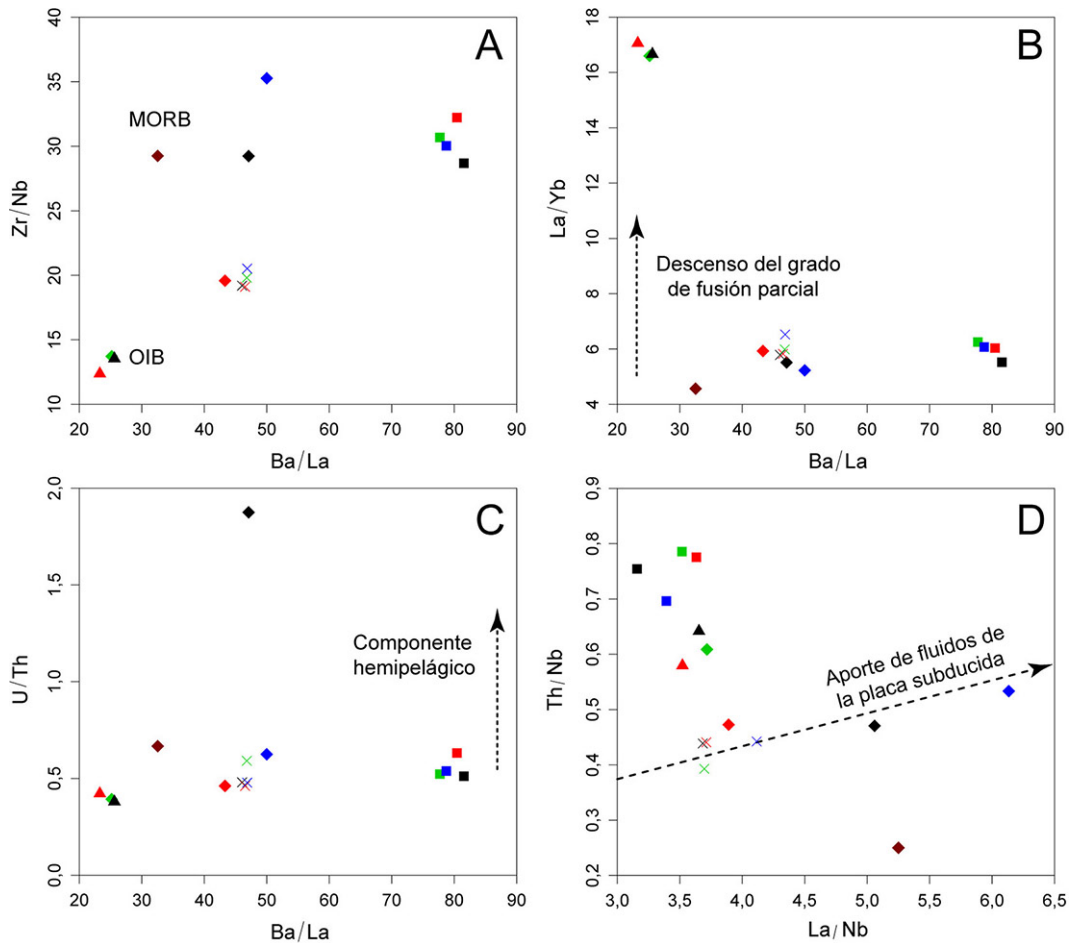 A
40
35
30
25
20
15
10
Zr/Nb
MORB
OIB
20 30 40 50 60 70 80 90
Ba/La
B
18
16
14
12
10
8
6
4
La/Yb
Descenso del grado
de fusión parcial
20 30 40 50 60 70 80 90
Ba/La
C
2,0
1,5
1,0
0,5
0,0
U/Th
Componente
hemipelágico
20 30 40 50 60 70 80 90
Ba/La
D
0,9
0,8
0,7
0,6
0,5
0,4
0,3
0,2
Th/Nb
Aporte de fluidos de
la placa subducida
3,0 3,5 4,0 4,5 5,0 5,5 6,0 6,5
La/Nb